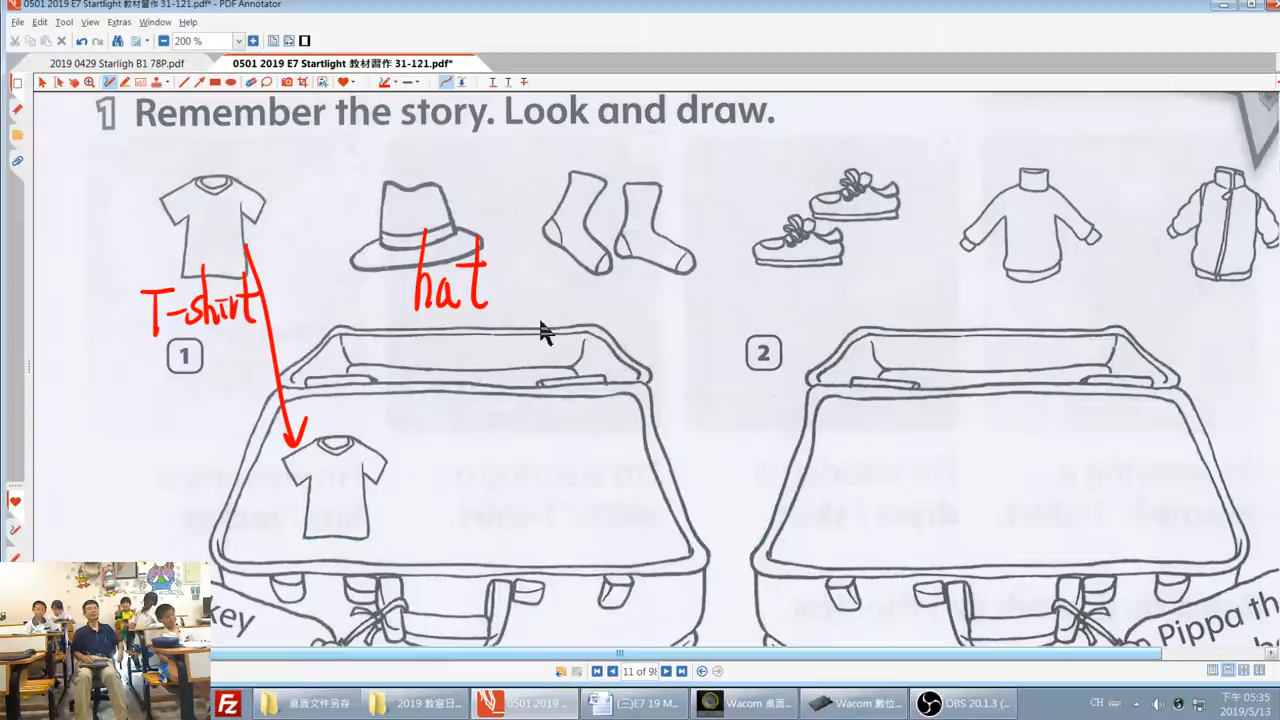 0501 2019 E7 Startlight 教材習作 31-121.pdf* - PDF Annotator
File Edit Tool View Extras Window Help
200 %
2019 0429 Starligh B1 78P.pdf
0501 2019 E7 Startlight 教材習作 31-121.pdf*
1 Remember the story. Look and draw.
T-shirt
hat
1
2
key
Pippa th
11 of 98
桌面文件另存
2019 教室日...
0501 2019 ...
(三)E7 19 M...
Wacom 桌面...
Wacom 數位...
OBS 20.1.3 (...
CH
下午 05:35
2019/5/13